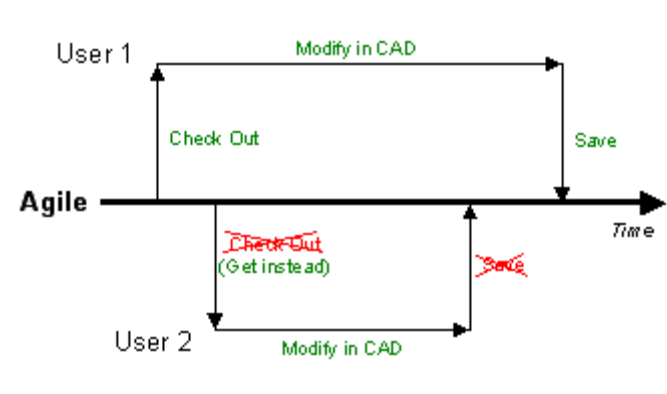 User 1
Modify in CAD
Check Out
Save
Agile
Time
Check Out
(Get instead)
Save
User 2
Modify in CAD